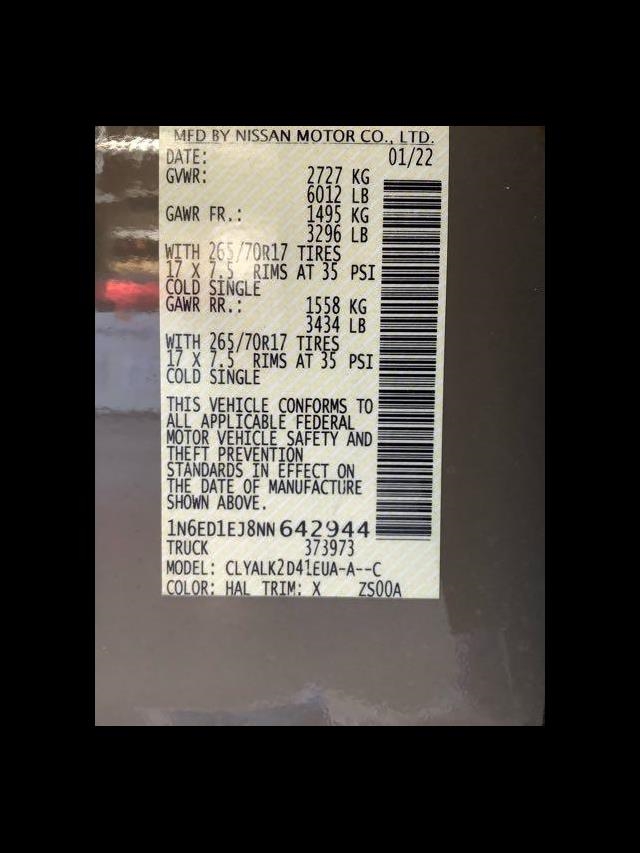 MFD BY NISSAN MOTOR CO., LTD.
DATE: 01/22
GVWR: 2727 KG
6012 LB
GAWR FR.: 1495 KG
3296 LB
WITH 265/70R17 TIRES
17 X 7.5 RIMS AT 35 PSI
COLD SINGLE
GAWR RR.: 1558 KG
3434 LB
WITH 265/70R17 TIRES
17 X 7.5 RIMS AT 35 PSI
COLD SINGLE
THIS VEHICLE CONFORMS TO
ALL APPLICABLE FEDERAL
MOTOR VEHICLE SAFETY AND
THEFT PREVENTION
STANDARDS IN EFFECT ON
THE DATE OF MANUFACTURE
SHOWN ABOVE.
1N6ED1EJ8NN642944
TRUCK 373973
MODEL: CLYALK2D41EUA-A--C
COLOR: HAL TRIM: X ZS00A